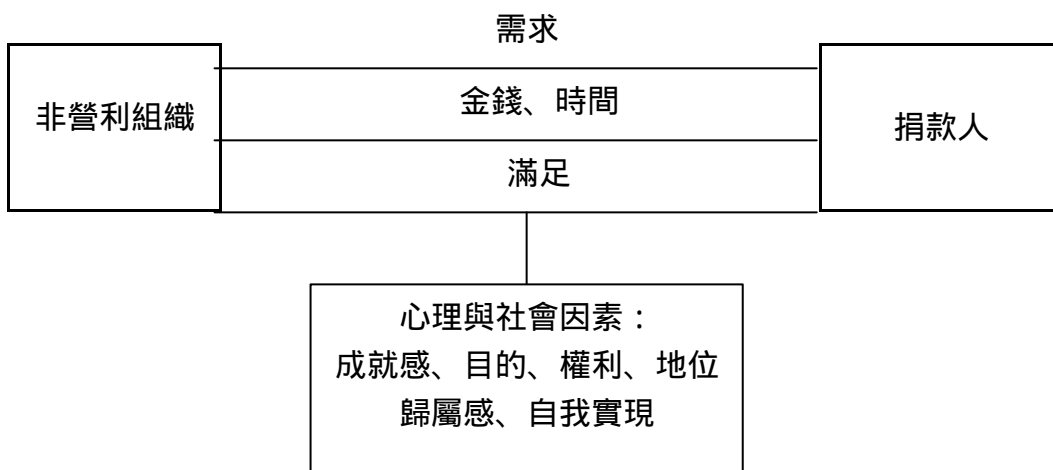 需求
非營利組織
金錢、時間
捐款人
滿足
心理與社會因素：
成就感、目的、權利、地位
歸屬感、自我實現